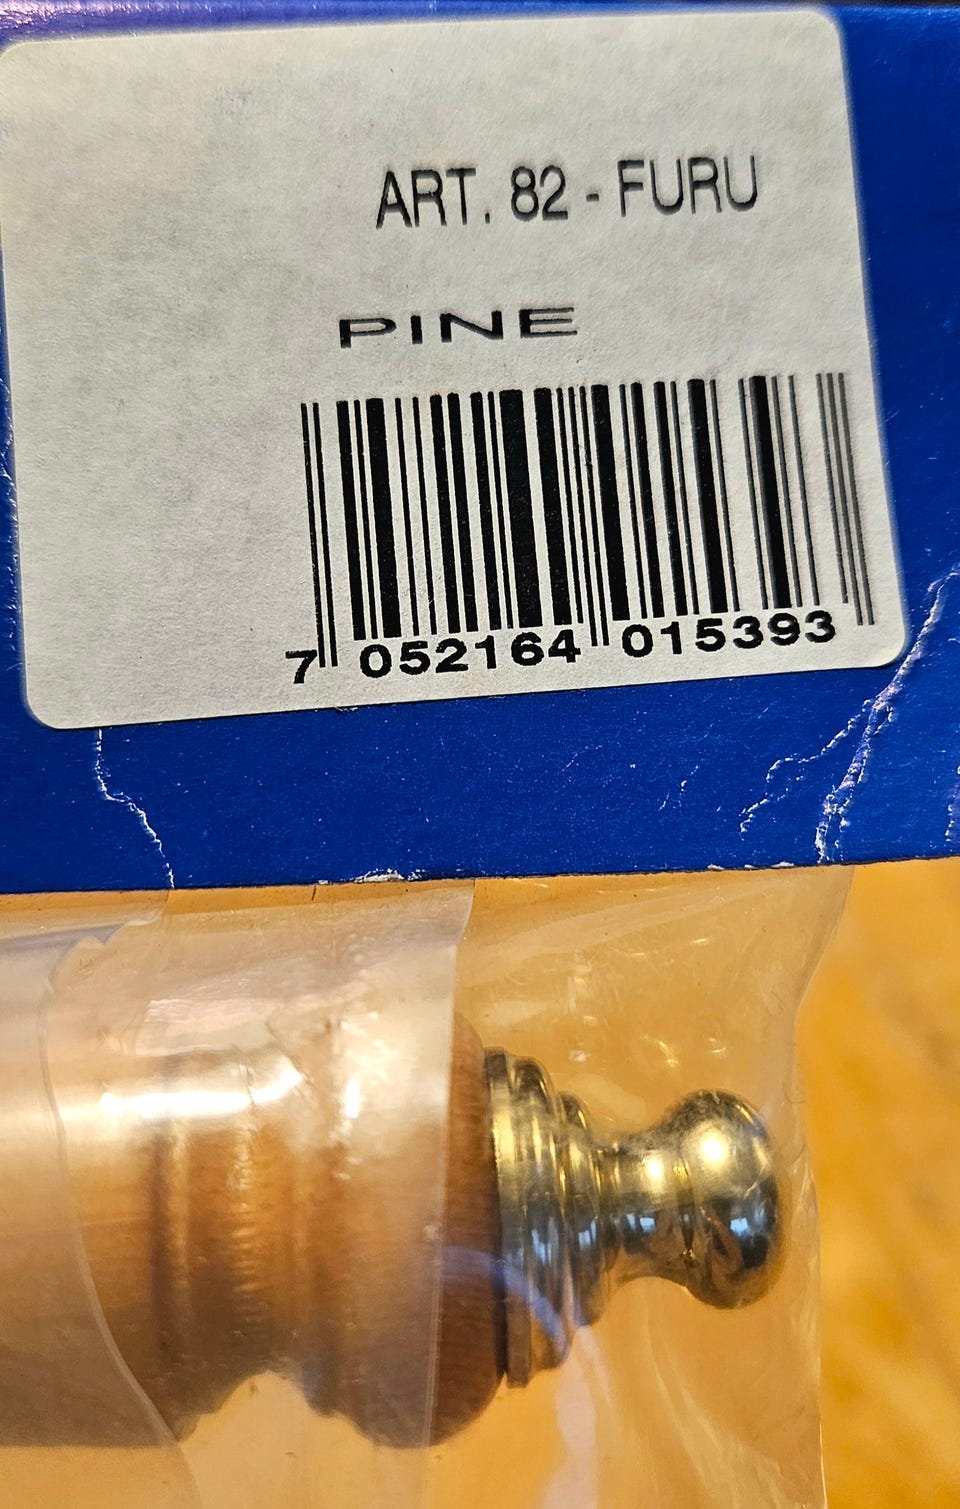 ART. 82 - FURU
PINE
7 052164 015393